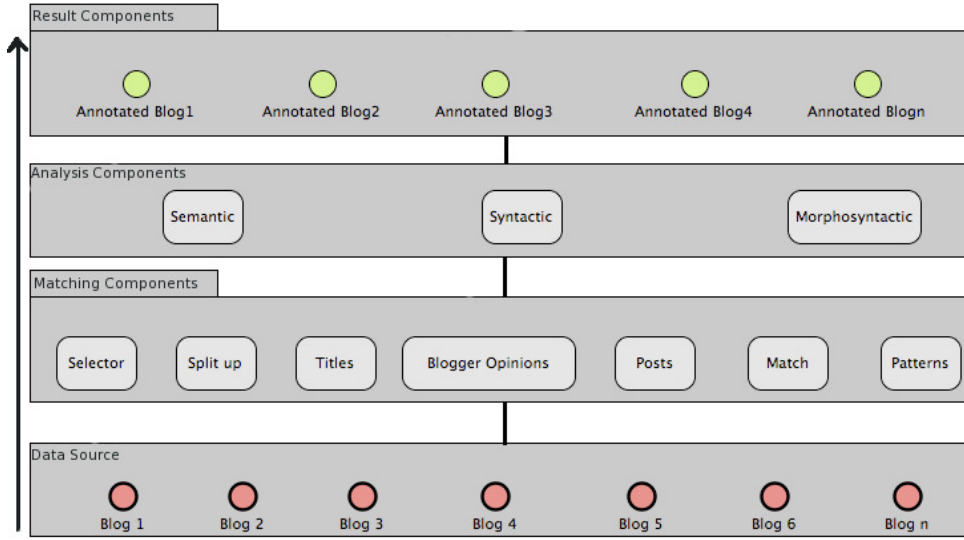 Result Components
Annotated Blog1 Annotated Blog2 Annotated Blog3 Annotated Blog4 Annotated Blogn
Analysis Components
Semantic Syntactic Morphosyntactic
Matching Components
Selector Split up Titles Blogger Opinions Posts Match Patterns
Data Source
Blog 1 Blog 2 Blog 3 Blog 4 Blog 5 Blog 6 Blog n